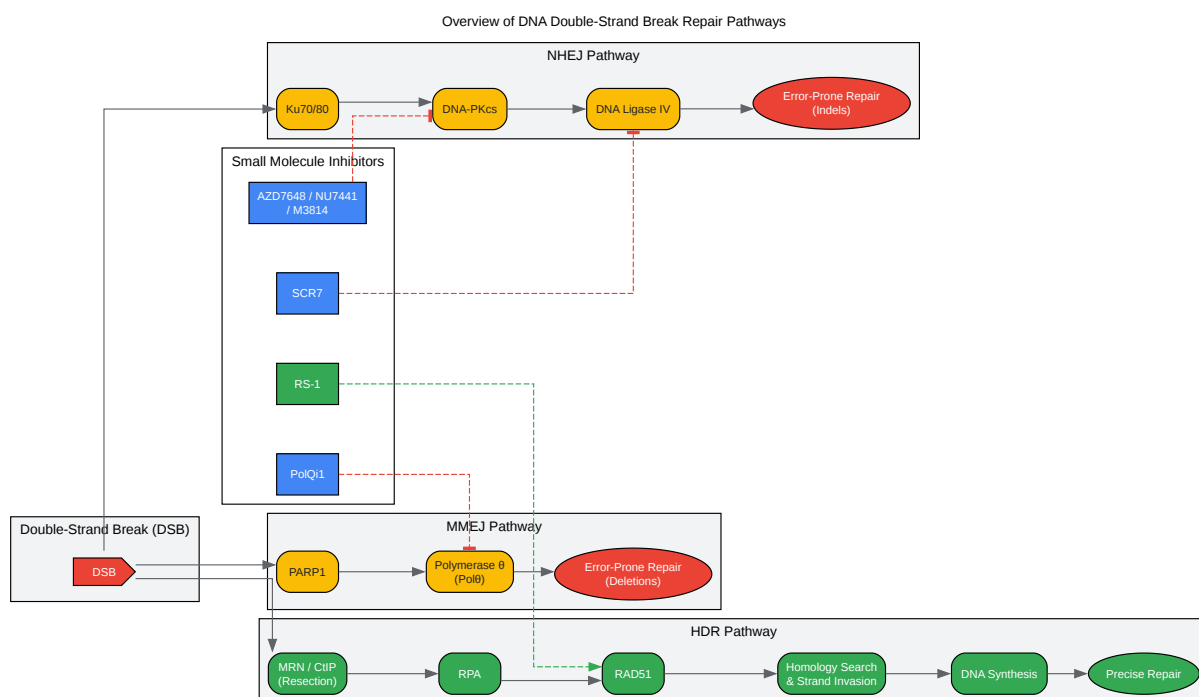 Overview of DNA Double-Strand Break Repair Pathways
NHEJ Pathway
Ku70/80
DNA-PKcs
DNA Ligase IV
Error-Prone Repair
(Indels)
Small Molecule Inhibitors
AZD7648 / NU7441
/ M3814
SCR7
RS-1
PolQi1
Double-Strand Break (DSB)
DSB
MMEJ Pathway
PARP1
Polymerase θ
(Polθ)
Error-Prone Repair
(Deletions)
HDR Pathway
MRN / CtIP
(Resection)
RPA
RAD51
Homology Search
& Strand Invasion
DNA Synthesis
Precise Repair